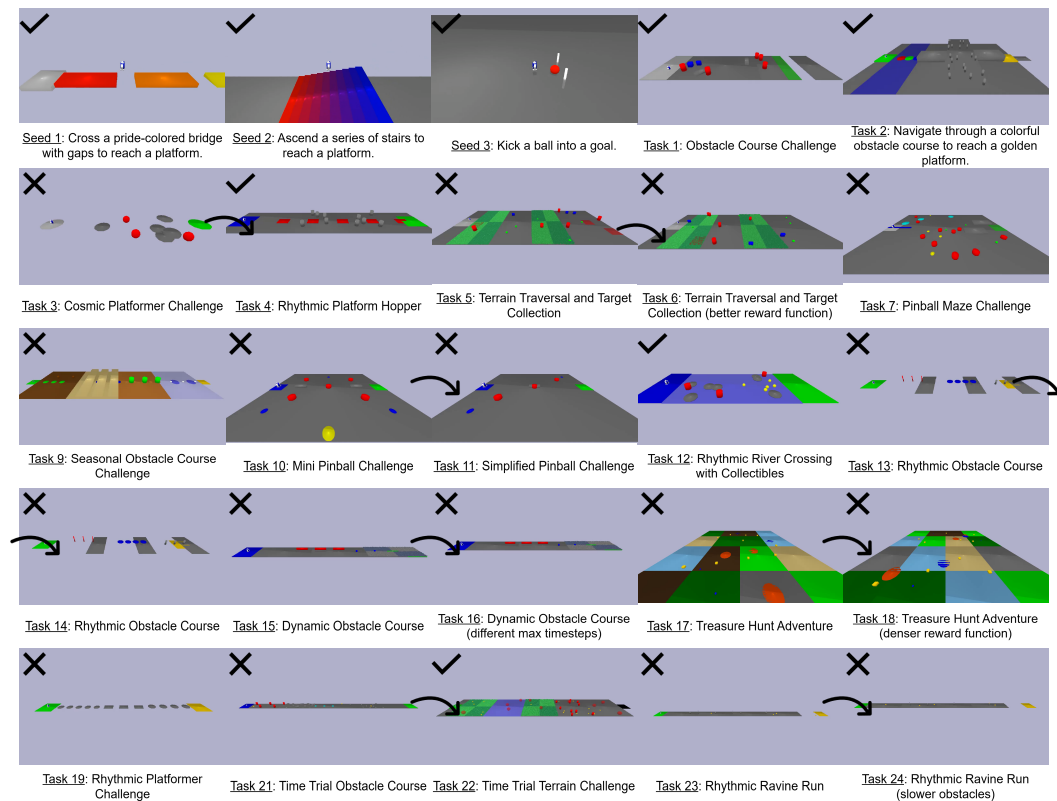 Seed 1: Cross a pride-colored bridge
with gaps to reach a platform.
Seed 2: Ascend a series of stairs to
reach a platform.
Seed 3: Kick a ball into a goal.
Task 1: Obstacle Course Challenge
Task 2: Navigate through a colorful
obstacle course to reach a golden
platform.
Task 3: Cosmic Platformer Challenge
Task 4: Rhythmic Platform Hopper
Task 5: Terrain Traversal and Target
Collection
Task 6: Terrain Traversal and Target
Collection (better reward function)
Task 7: Pinball Maze Challenge
Task 9: Seasonal Obstacle Course
Challenge
Task 10: Mini Pinball Challenge
Task 11: Simplified Pinball Challenge
Task 12: Rhythmic River Crossing
with Collectibles
Task 13: Rhythmic Obstacle Course
Task 14: Rhythmic Obstacle Course
Task 15: Dynamic Obstacle Course
Task 16: Dynamic Obstacle Course
(different max timesteps)
Task 17: Treasure Hunt Adventure
Task 18: Treasure Hunt Adventure
(denser reward function)
Task 19: Rhythmic Platformer
Challenge
Task 21: Time Trial Obstacle Course
Task 22: Time Trial Terrain Challenge
Task 23: Rhythmic Ravine Run
Task 24: Rhythmic Ravine Run
(slower obstacles)